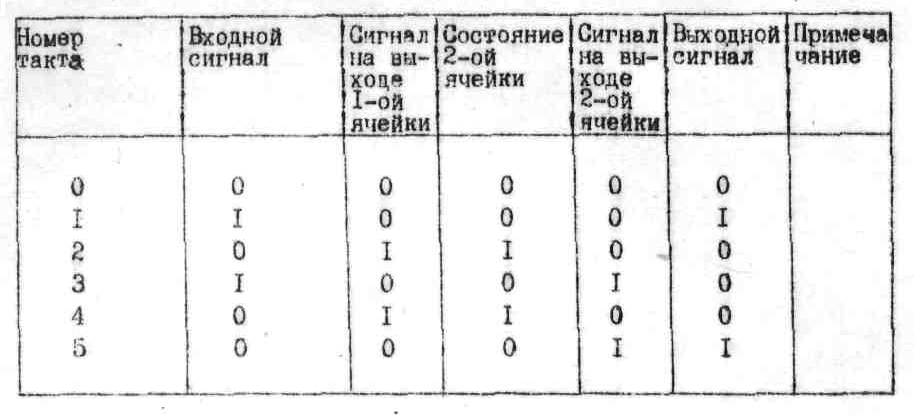 Номер Входной Сигнал Состояние Сигнал Выходной Примеча
такта сигнал на вы- 2-ой на вы- сигнал чание
ходе ячейки ходе
I-ой 2-ой
ячейки ячейки
0 0 0 0 0 0
I I 0 0 0 I
2 0 I I 0 0
3 I 0 0 I 0
4 0 I I 0 0
5 0 0 0 I I